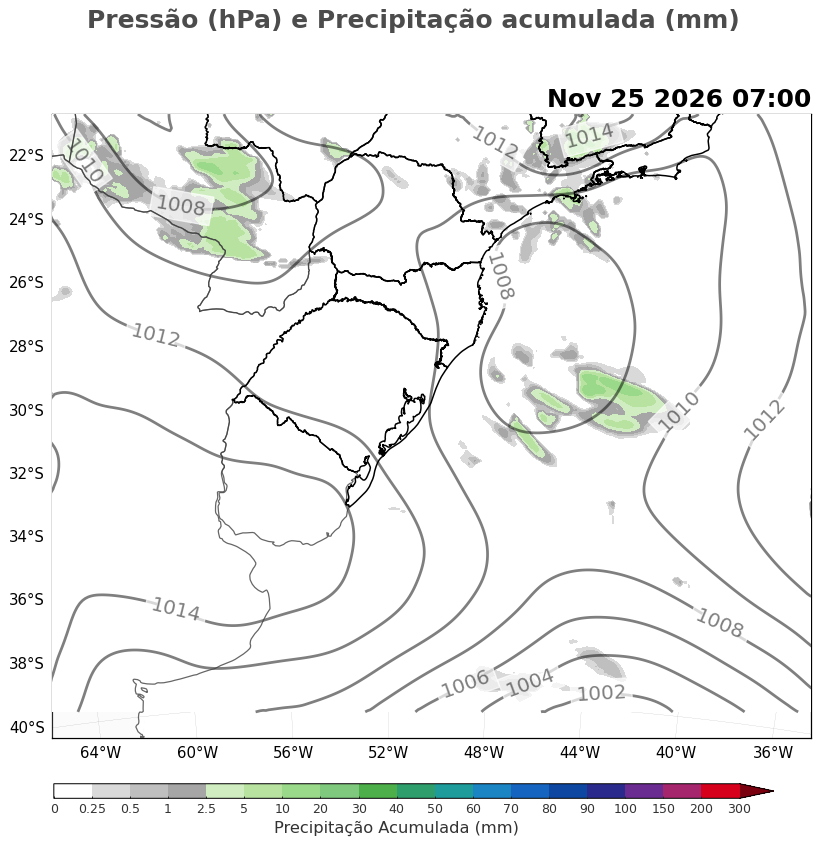 Pressão (hPa) e Precipitação acumulada (mm)
Nov 25 2026 07:00
1014
1012
1010
22°S
1008
24°S
1008
26°S
1012
28°S
1010
1012
30°S
32°S
34°S
36°S
1014
1008
38°S
1006
1004
1002
40°S
64°W 60°W 56°W 52°W 48°W 44°W 40°W 36°W
0 0.25 0.5 1 2.5 5 10 20 30 40 50 60 70 80 90 100 150 200 300
Precipitação Acumulada (mm)